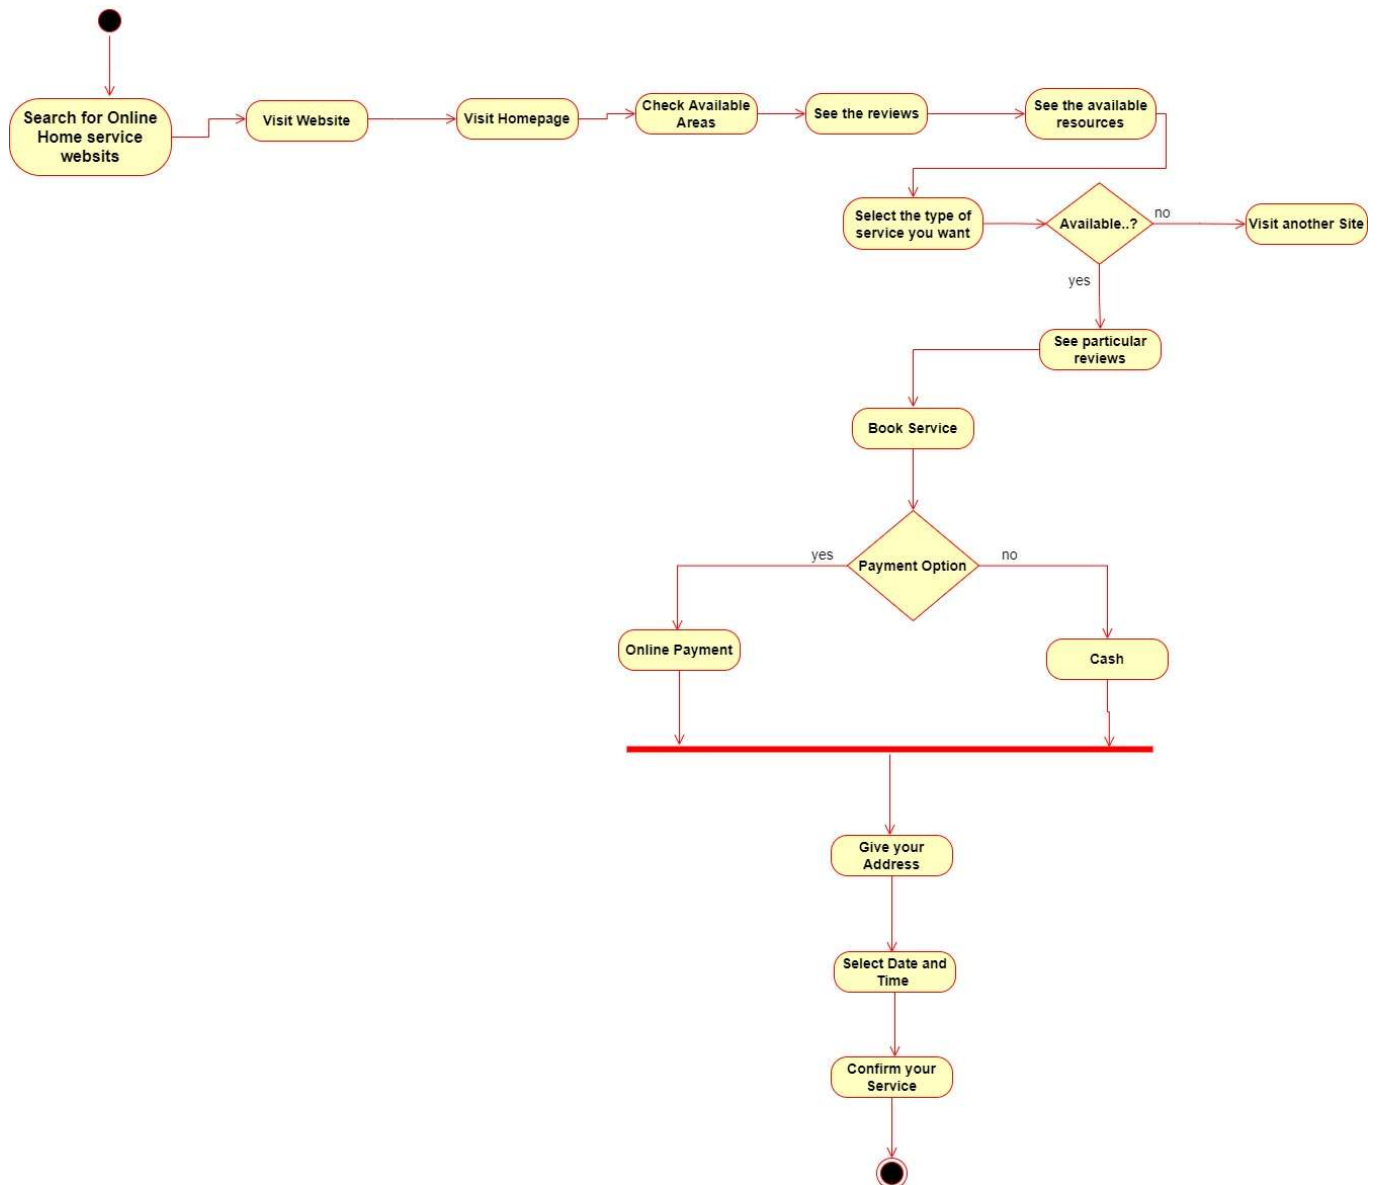 Search for Online
Home service
websits
Visit Website
Visit Homepage
Check Available
Areas
See the reviews
See the available
resources
Select the type of
service you want
Available..?
no
Visit another Site
yes
See particular
reviews
Book Service
Payment Option
yes
no
Online Payment
Cash
Give your
Address
Select Date and
Time
Confirm your
Service